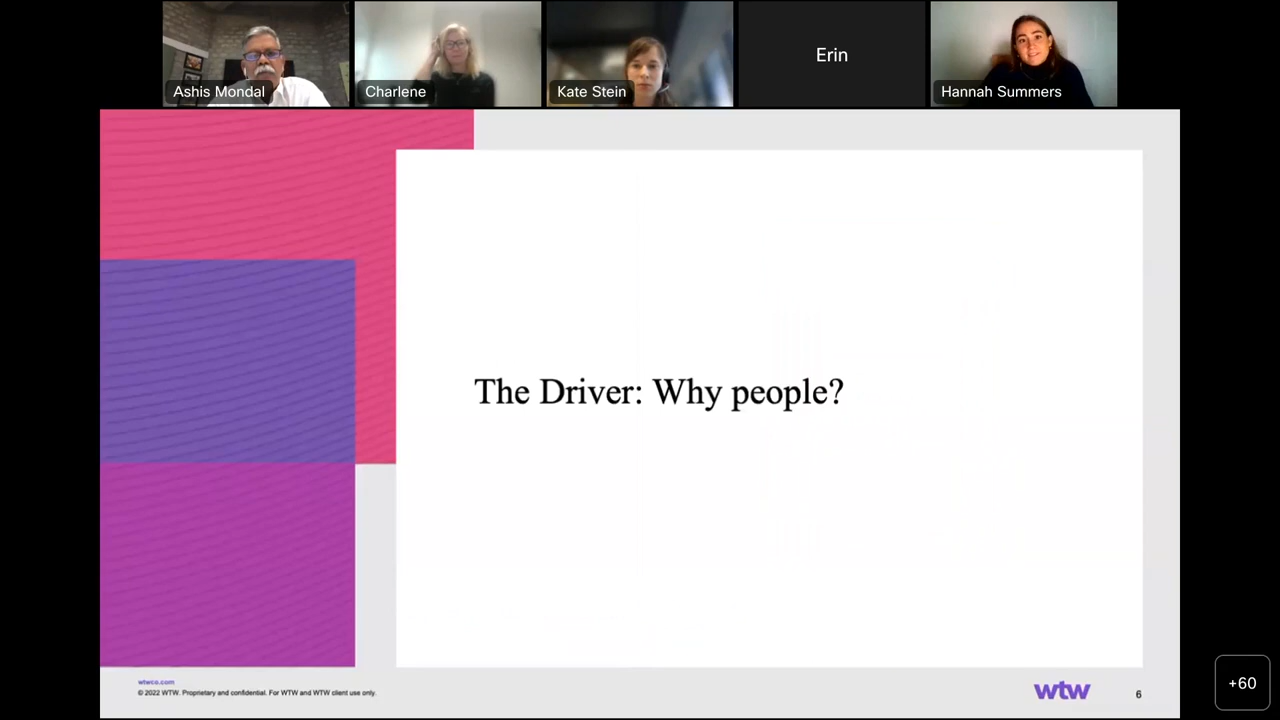 Ashis Mondal
Charlene
Kate Stein
Erin
Hannah Summers
The Driver: Why people?
wtwco.com
© 2022 WTW. Proprietary and confidential. For WTW and WTW client use only.
wtw
6
+60